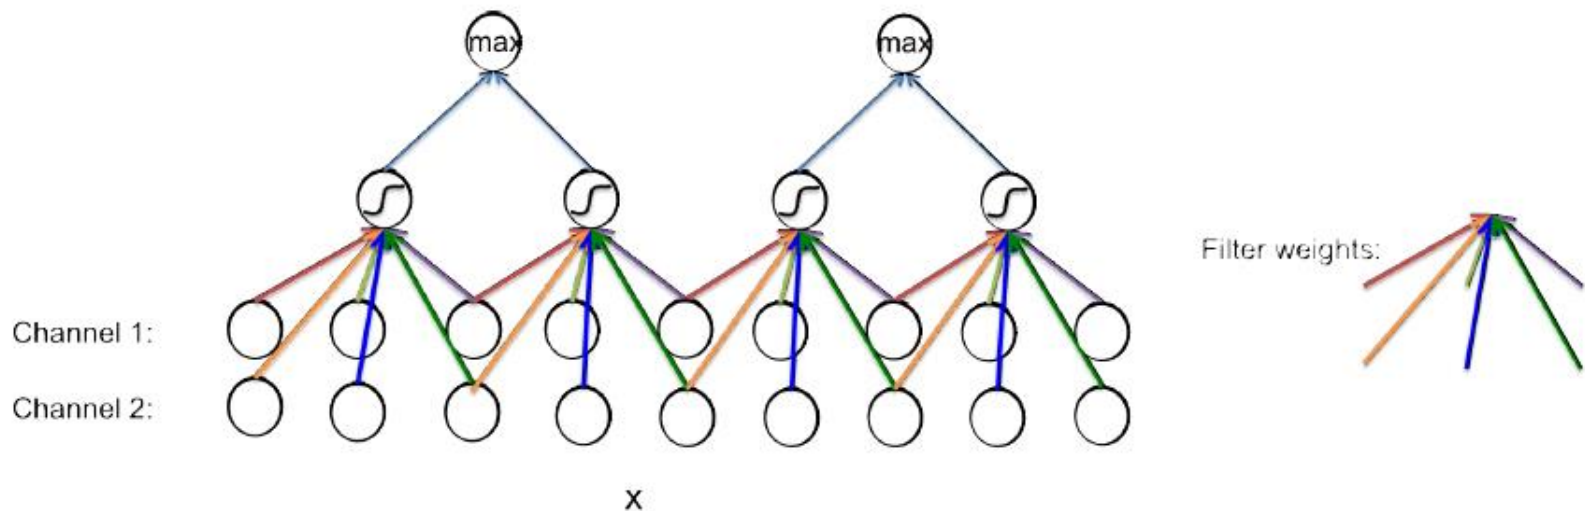 max max
Filter weights:
Channel 1:
Channel 2:
x